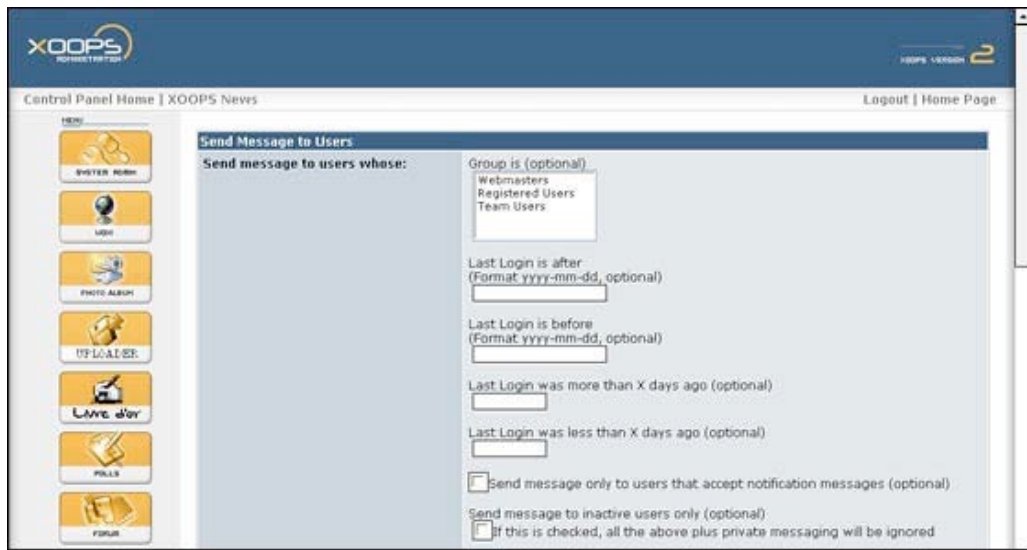 XOOPS
ADMINISTRATION
XOOPS VERSION 2
Control Panel Home | XOOPS News
Logout | Home Page
MENU
SYSTEM ADMIN
Send Message to Users
Send message to users whose:
Group is (optional)
Webmasters
Registered Users
Team Users
PHOTO ALBUM
Last Login is after
(Format yyyy-mm-dd, optional)
UPLOADER
Last Login is before
(Format yyyy-mm-dd, optional)
Livre d'or
Last Login was more than X days ago (optional)
POLLS
Last Login was less than X days ago (optional)
FORUM
Send message only to users that accept notification messages (optional)
Send message to inactive users only (optional)
If this is checked, all the above plus private messaging will be ignored